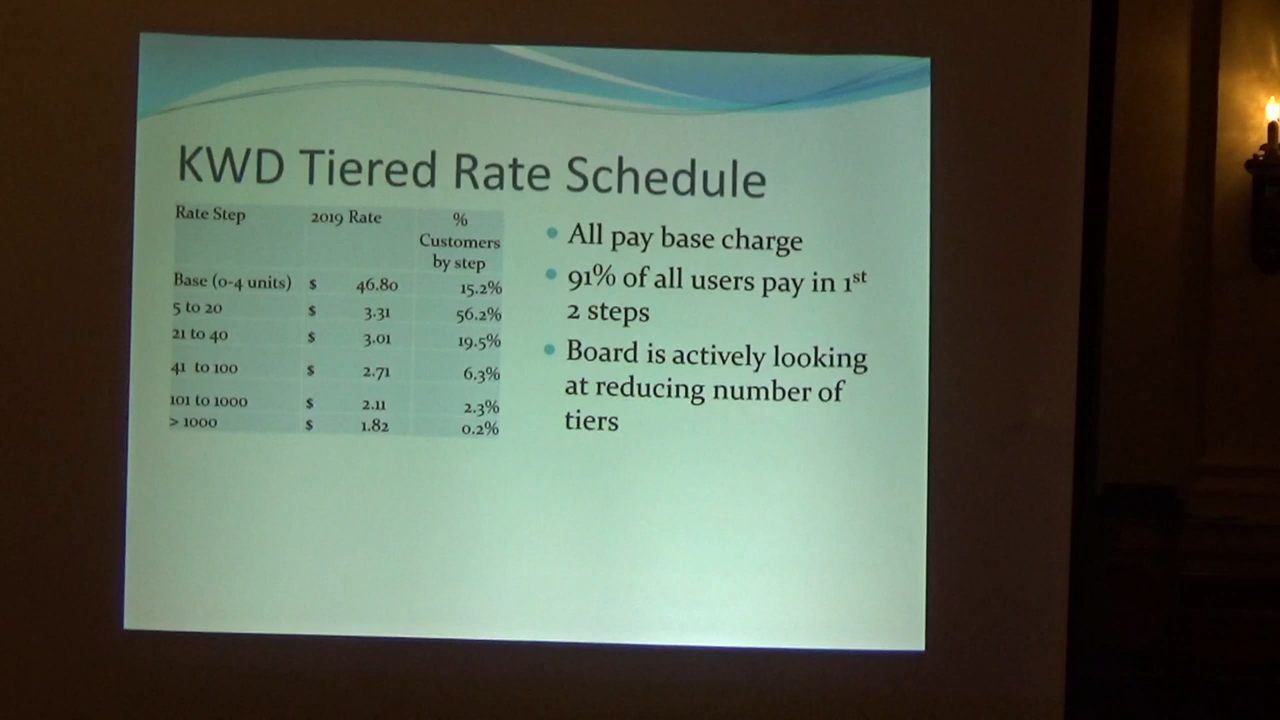 KWD Tiered Rate Schedule
Rate Step 2019 Rate %
Customers
by step
Base (0-4 units) $ 46.80 15.2%
5 to 20 $ 3.31 56.2%
21 to 40 $ 3.01 19.5%
41 to 100 $ 2.71 6.3%
101 to 1000 $ 2.11 2.3%
> 1000 $ 1.82 0.2%
• All pay base charge
• 91% of all users pay in 1st
2 steps
• Board is actively looking
at reducing number of
tiers